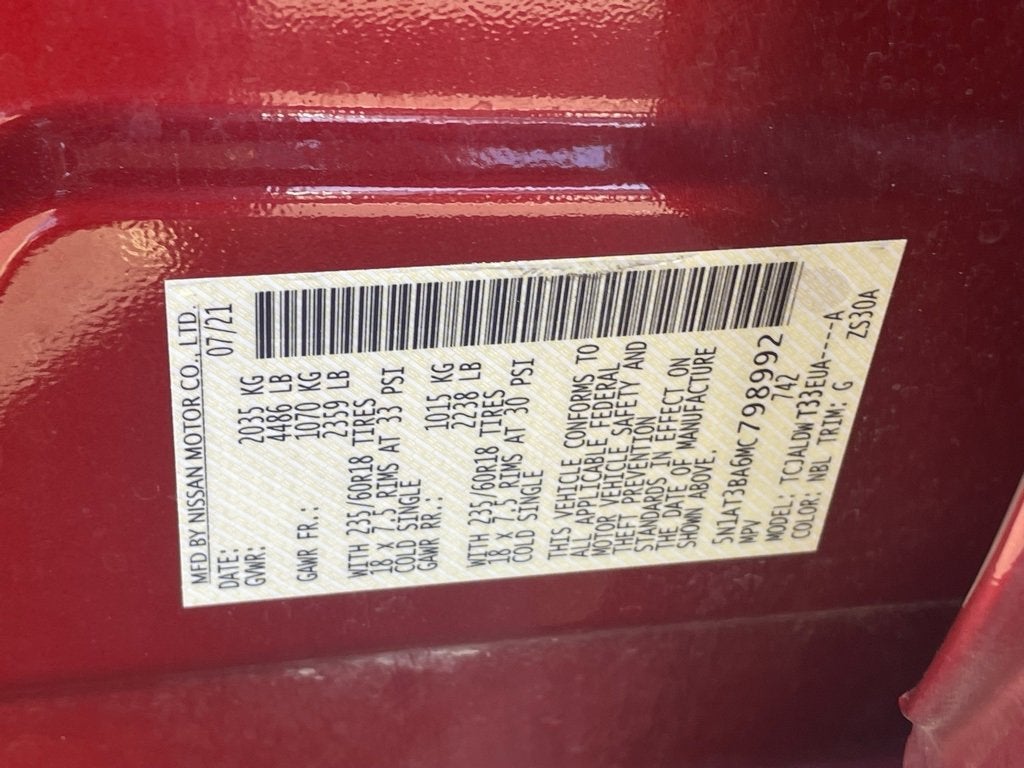 MFD BY NISSAN MOTOR CO., LTD.
DATE: 07/21
GVWR: 2035 KG
4486 LB
GAWR FR.: 1070 KG
2359 LB
WITH 235/60R18 TIRES
18 X 7.5 RIMS AT 33 PSI
COLD SINGLE
GAWR RR.: 1015 KG
2238 LB
WITH 235/60R18 TIRES
18 X 7.5 RIMS AT 30 PSI
COLD SINGLE
THIS VEHICLE CONFORMS TO
ALL APPLICABLE FEDERAL
MOTOR VEHICLE SAFETY AND
THEFT PREVENTION
STANDARDS IN EFFECT ON
THE DATE OF MANUFACTURE
SHOWN ABOVE.
5N1AT3BA6MC798992
MPV 742
MODEL: TCJALDWT33EUA----A
COLOR: NBL TRIM: G ZS30A